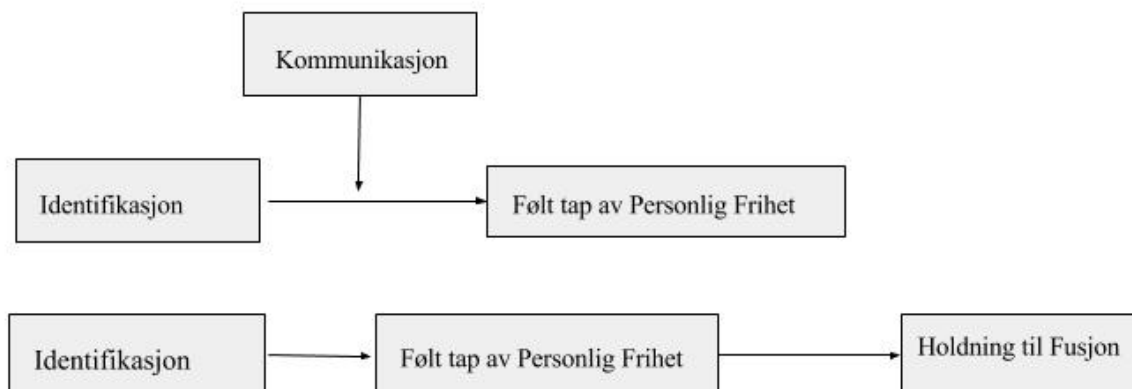 Kommunikasjon
Identifikasjon
Følt tap av Personlig Frihet
Identifikasjon
Følt tap av Personlig Frihet
Holdning til Fusjon